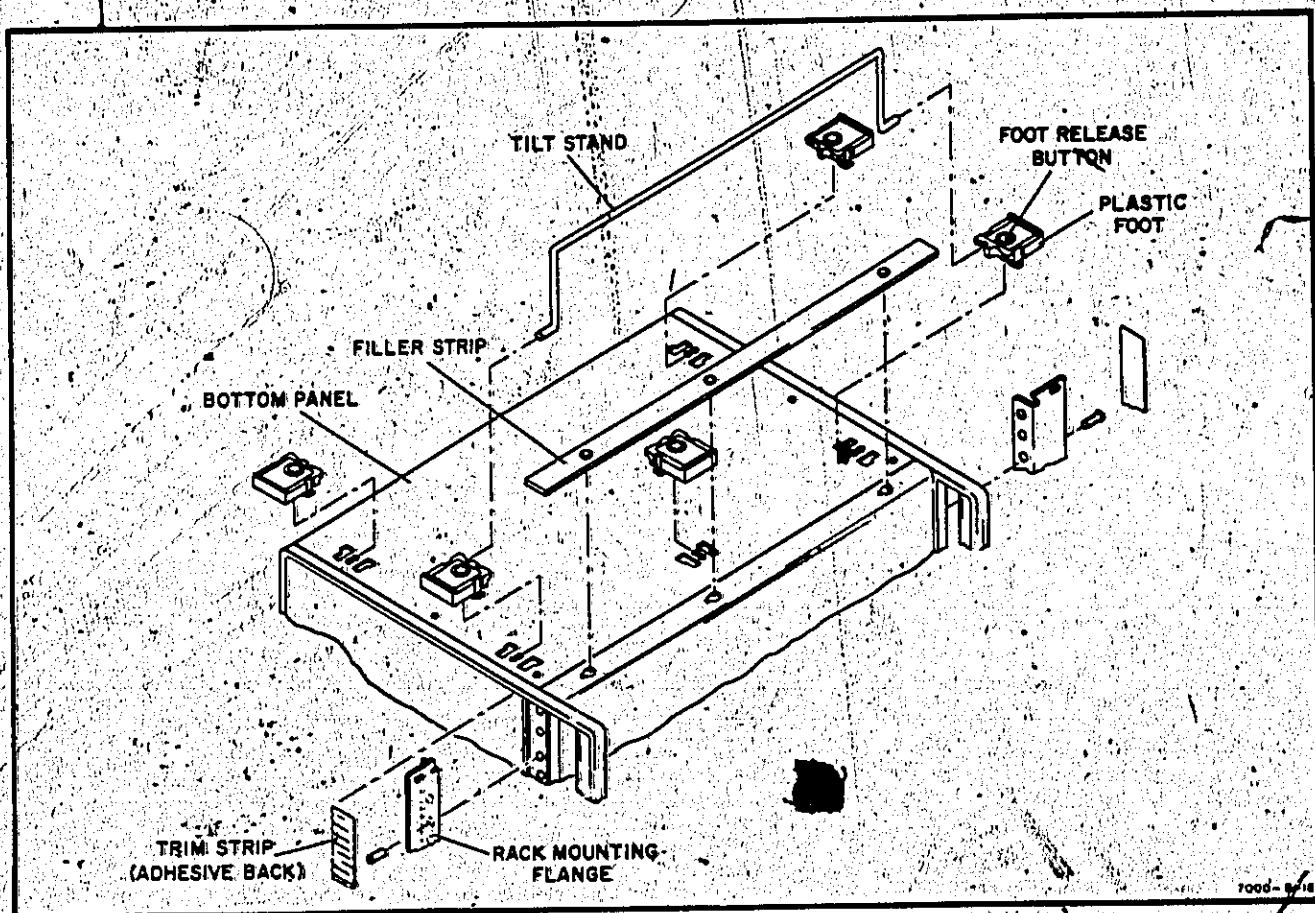 TILT STAND
FOOT RELEASE
BUTTON
PLASTIC
FOOT
FILLER STRIP
BOTTOM PANEL
TRIM STRIP
(ADHESIVE BACK)
RACK MOUNTING
FLANGE